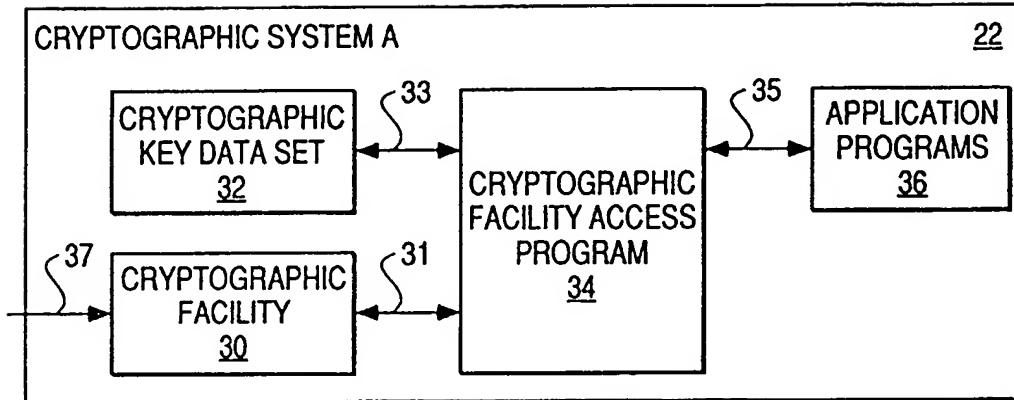 CRYPTOGRAPHIC SYSTEM A
22
CRYPTOGRAPHIC
KEY DATA SET
32
33
CRYPTOGRAPHIC
FACILITY ACCESS
PROGRAM
34
35
APPLICATION
PROGRAMS
36
37
CRYPTOGRAPHIC
FACILITY
30
31